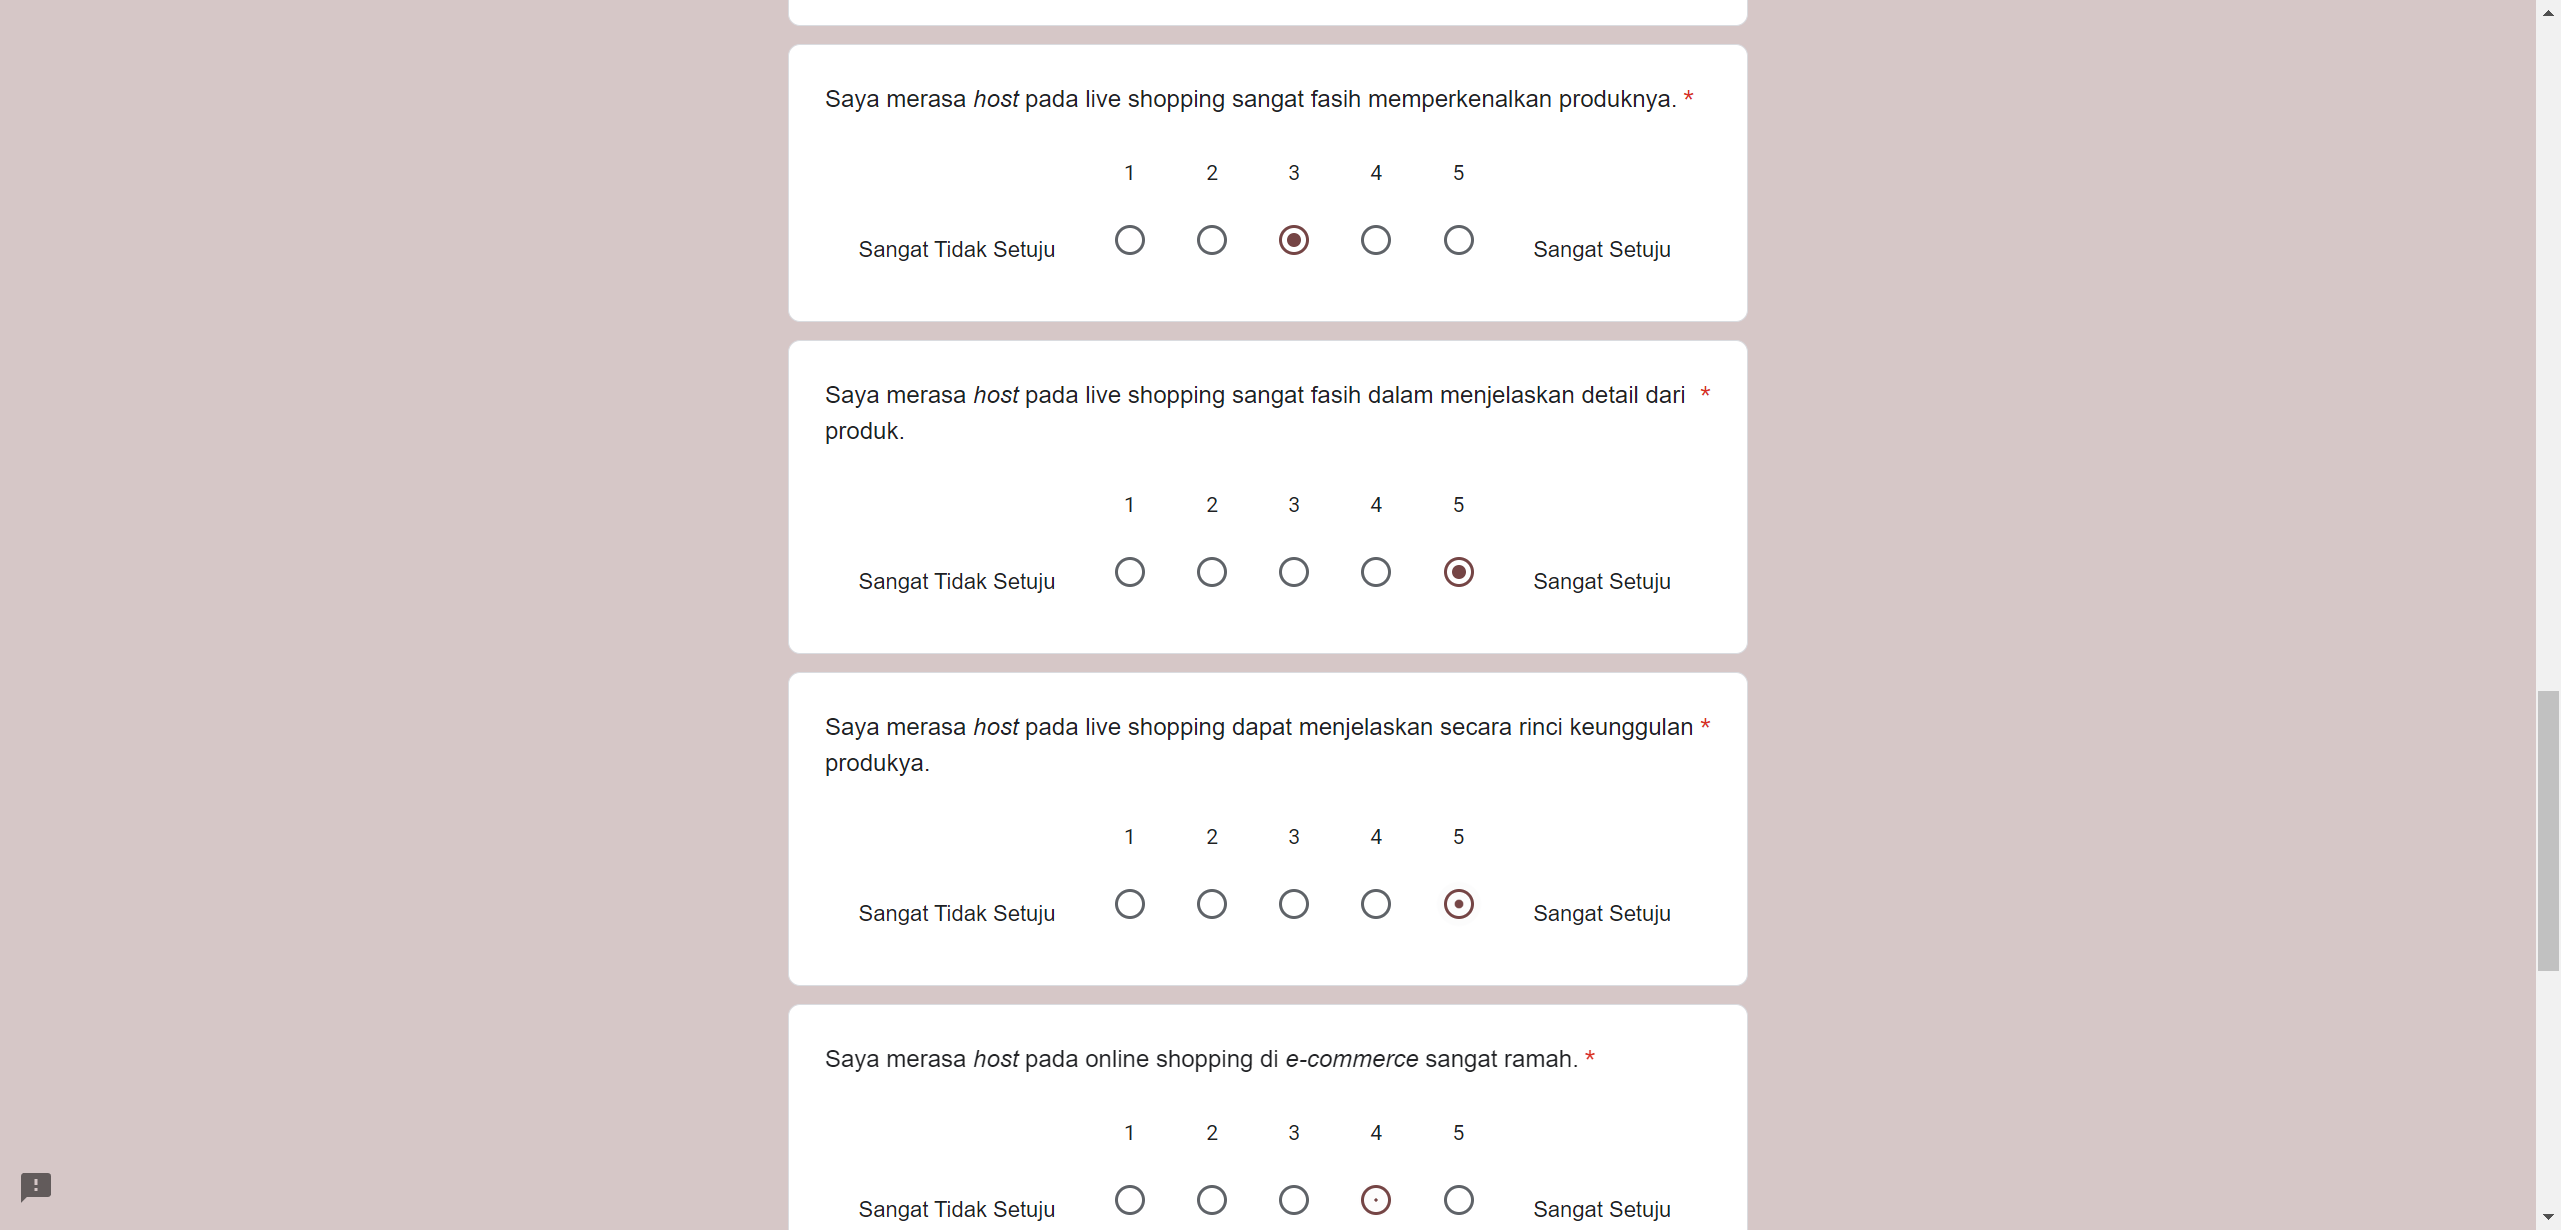 Saya merasa host pada live shopping sangat fasih memperkenalkan produknya. *
1 2 3 4 5
Sangat Tidak Setuju Sangat Setuju
Saya merasa host pada live shopping sangat fasih dalam menjelaskan detail dari *
produk.
1 2 3 4 5
Sangat Tidak Setuju Sangat Setuju
Saya merasa host pada live shopping dapat menjelaskan secara rinci keunggulan *
produkya.
1 2 3 4 5
Sangat Tidak Setuju Sangat Setuju
Saya merasa host pada online shopping di e-commerce sangat ramah. *
1 2 3 4 5
Sangat Tidak Setuju Sangat Setuju